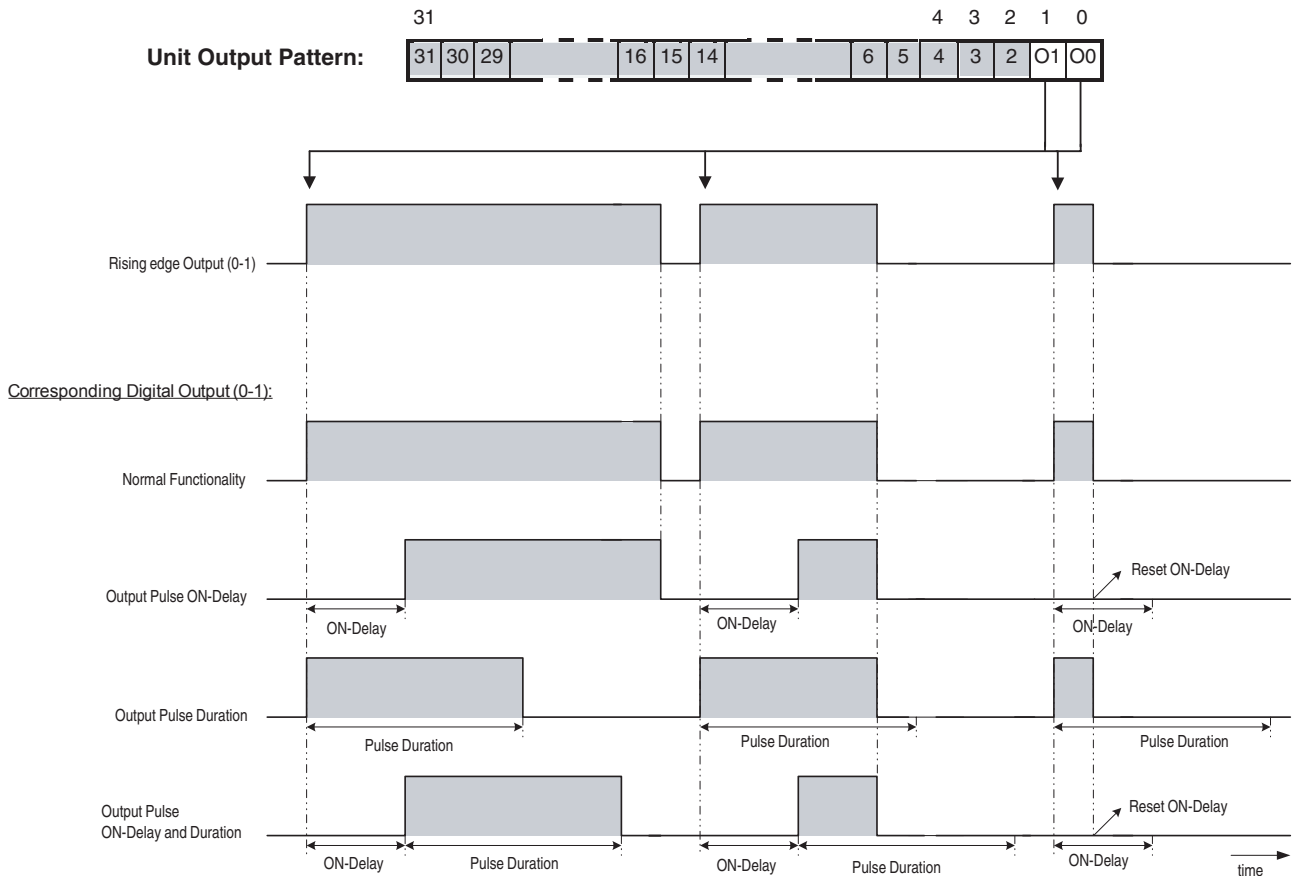 31 4 3 2 1 0
Unit Output Pattern: 31 30 29 16 15 14 6 5 4 3 2 O1 O0
Rising edge Output (0-1)
Corresponding Digital Output (0-1):
Normal Functionality
Reset ON-Delay
Output Pulse ON-Delay
ON-Delay ON-Delay ON-Delay
Output Pulse Duration
Pulse Duration Pulse Duration Pulse Duration
Output Pulse
ON-Delay and Duration
Reset ON-Delay
ON-Delay Pulse Duration ON-Delay Pulse Duration ON-Delay
time